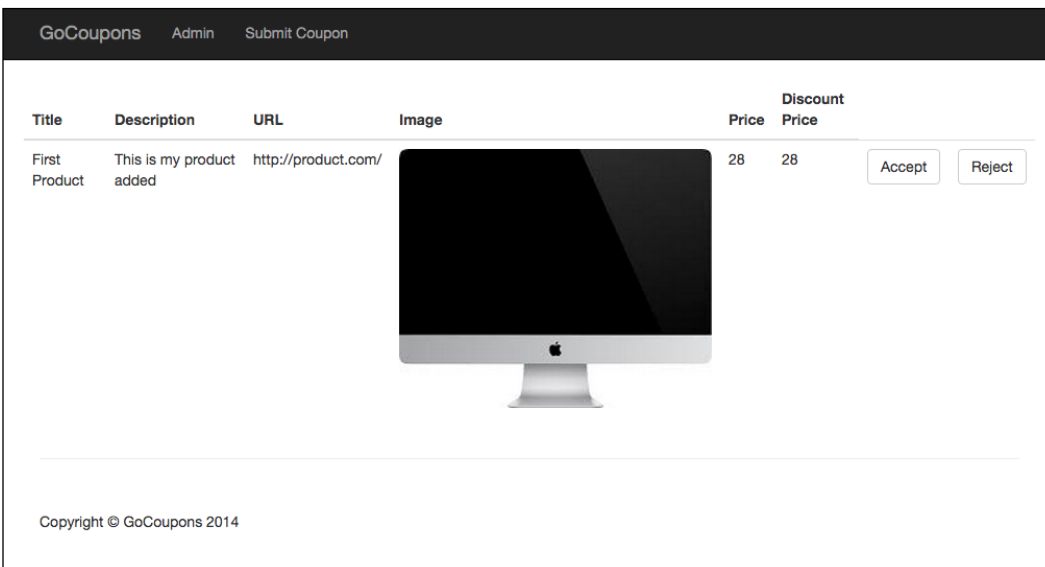 GoCoupons Admin Submit Coupon
Title Description URL Image Price Discount Price
First Product This is my product added http://product.com/ 28 28 Accept Reject
Copyright © GoCoupons 2014